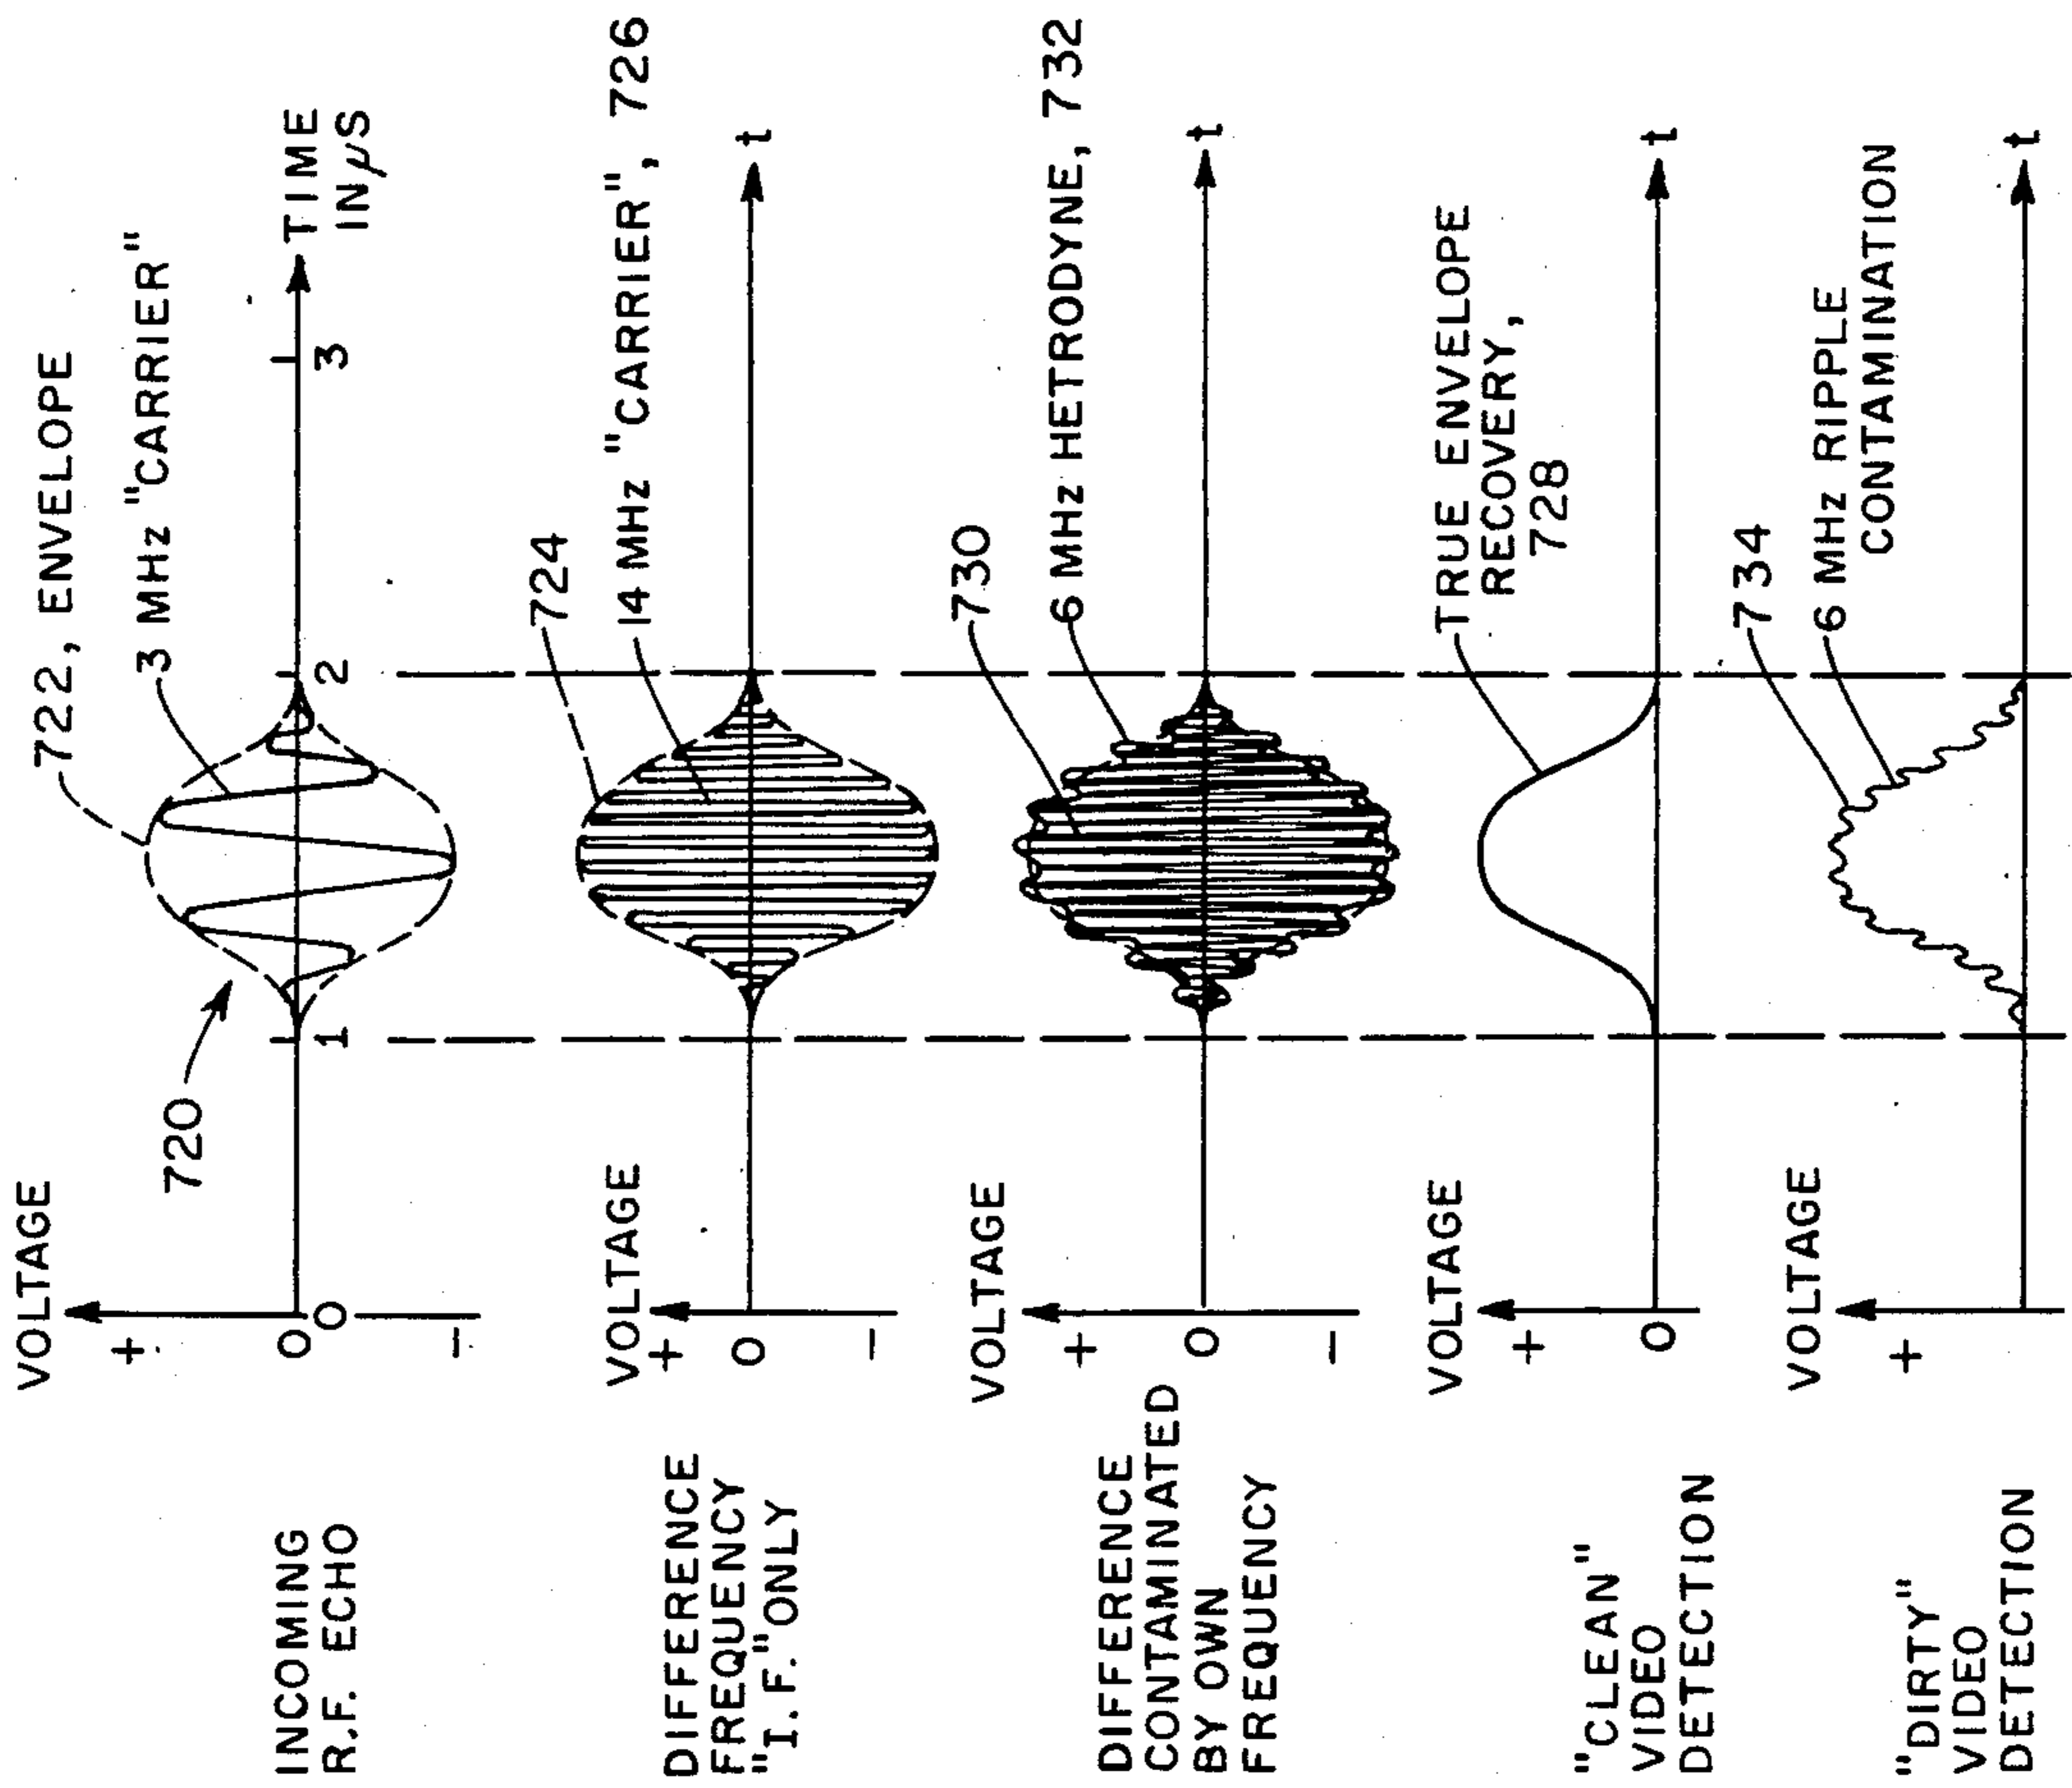 INCOMING
R.F. ECHO
VOLTAGE
+
0
-
720
722, ENVELOPE
3 MHz "CARRIER"
0
1
2
3
TIME
IN μS
DIFFERENCE
FREQUENCY
"I.F." ONLY
VOLTAGE
+
0
-
724
14 MHz "CARRIER", 726
t
DIFFERENCE
CONTAMINATED
BY OWN
FREQUENCY
VOLTAGE
+
0
-
730
6 MHz HETRODYNE, 732
t
"CLEAN"
VIDEO
DETECTION
VOLTAGE
+
0
TRUE ENVELOPE
RECOVERY,
728
t
"DIRTY"
VIDEO
DETECTION
VOLTAGE
+
734
6 MHz RIPPLE
CONTAMINATION
t